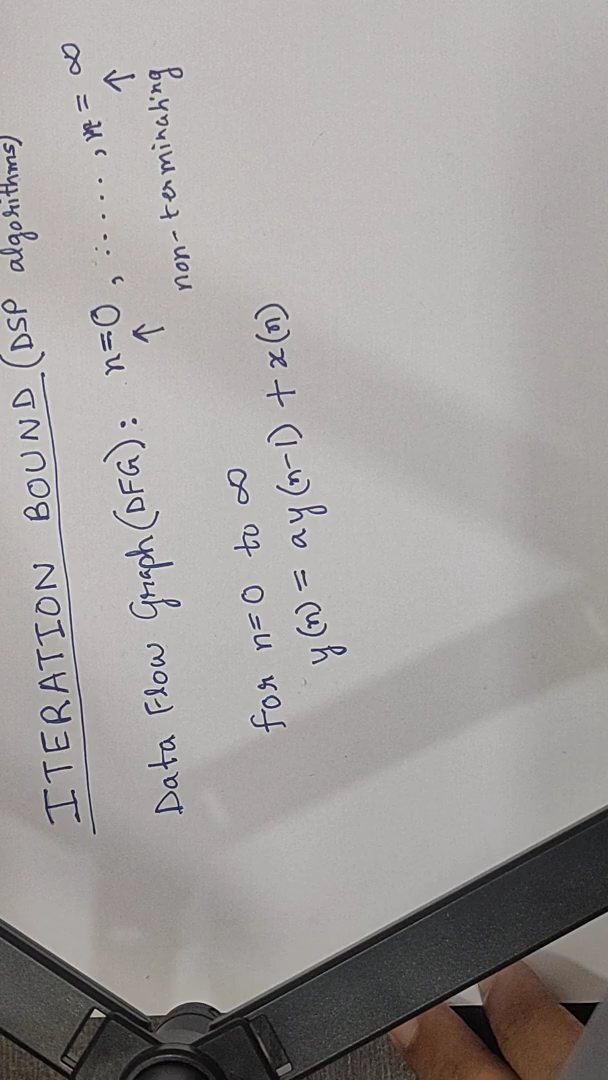 ITERATION BOUND (DSP algorithms)
Data Flow Graph (DFG): n=0, ......, n = ∞
↑ ↑
non-terminating
for n=0 to ∞
y(n) = ay(n-1) + x(n)